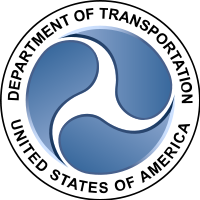 DEPARTMENT OF TRANSPORTATION
UNITED STATES OF AMERICA